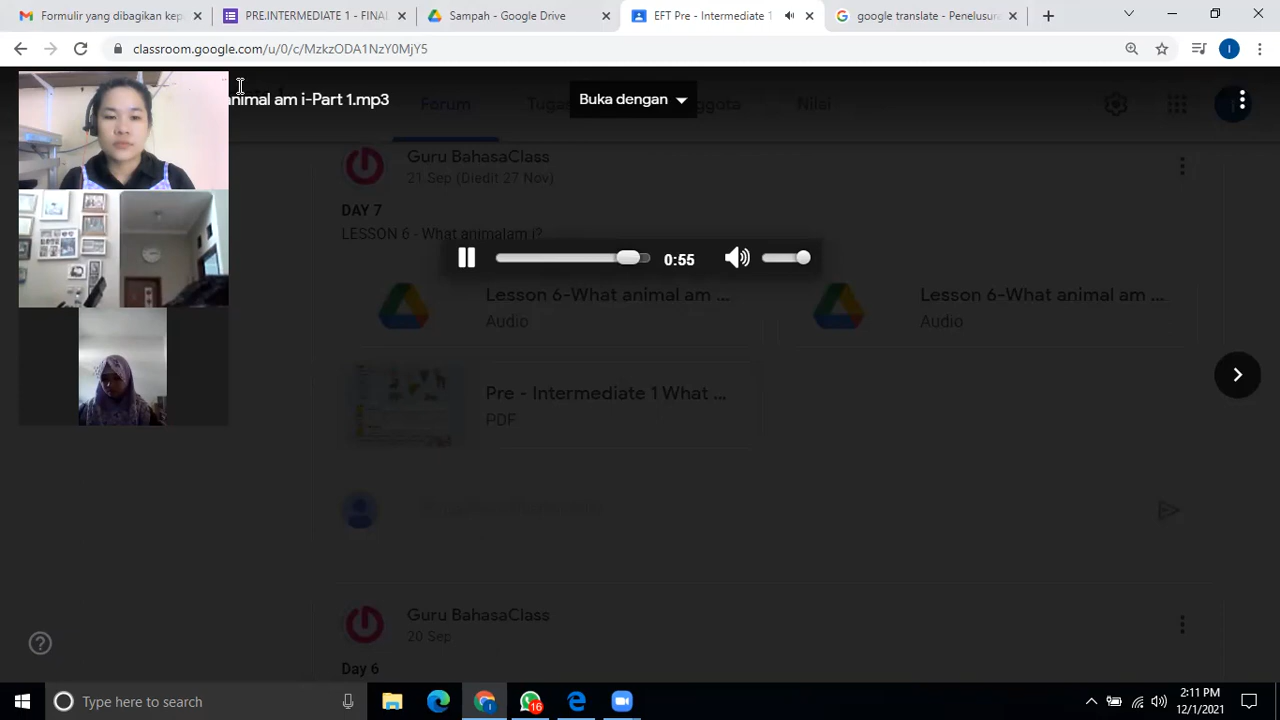 Formulir yang dibagikan kep
PRE.INTERMEDIATE 1 - FINAL
Sampah - Google Drive
EFT Pre - Intermediate 1
google translate - Penelusur
classroom.google.com/u/0/c/MzkzODA1NzY0MjY5
animal am i-Part 1.mp3
Forum
Buka dengan
Nilai
Guru BahasaClass
21 Sep (Diedit 27 Nov)
DAY 7
LESSON 6 - What animatam i?
0:55
Lesson 6-What animal am ...
Audio
Lesson 6-What animal am ...
Audio
Pre - Intermediate 1 What ...
PDF
Guru BahasaClass
20 Sep
Day 6
Type here to search
16
2:11 PM
12/1/2021